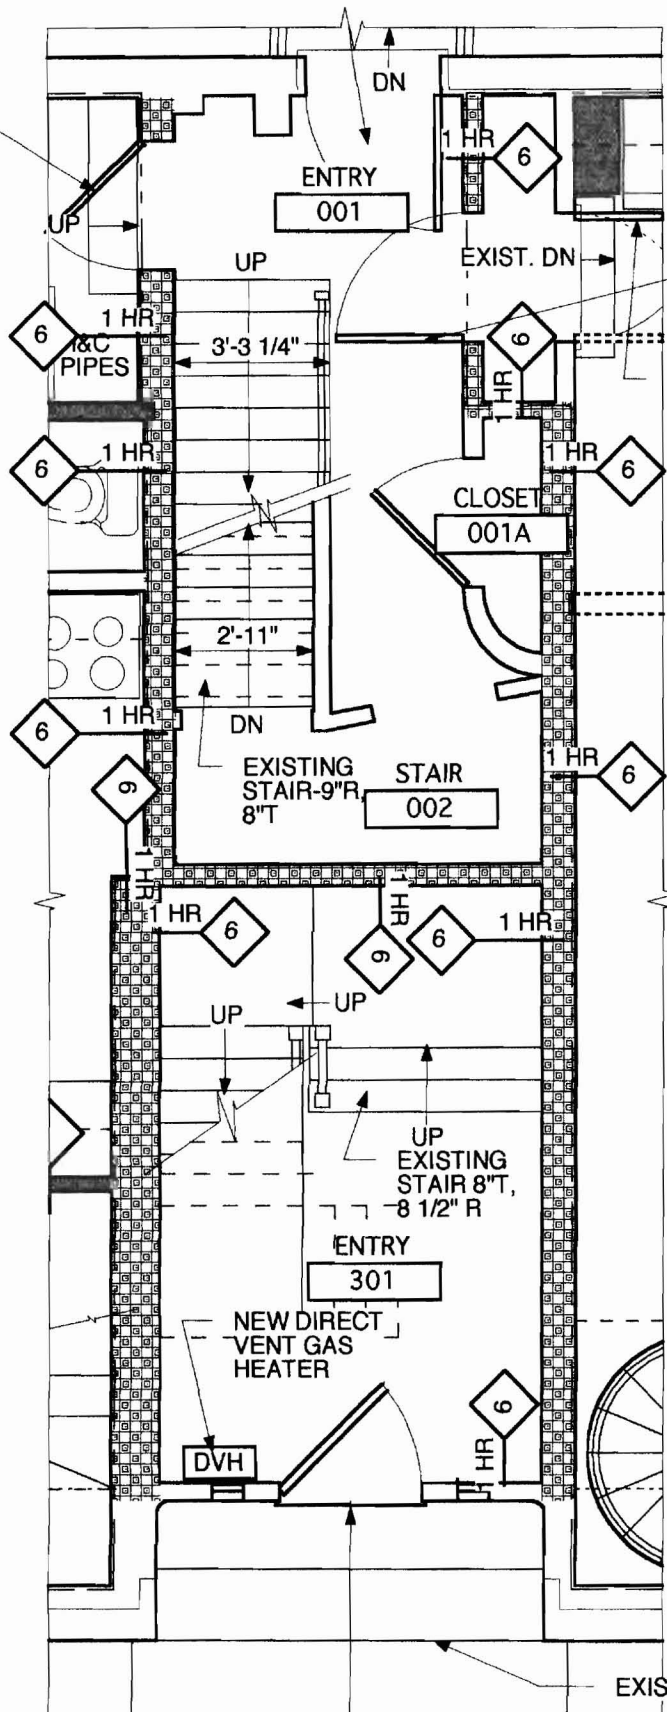 DN
1 HR
6
ENTRY
001
UP
UP
EXIST. DN
1 HR
6
H&C
PIPES
3'-3 1/4"
6
1 HR
1 HR
6
1 HR
6
CLOSET
001A
2'-11"
1 HR
6
DN
1 HR
6
EXISTING
STAIR-9"R,
8"T
STAIR
002
6
1 HR
1 HR
6
1 HR
6
6
1 HR
UP
UP
UP
EXISTING
STAIR 8"T,
8 1/2" R
ENTRY
301
NEW DIRECT
VENT GAS
HEATER
6
1 HR
DVH
EXIS